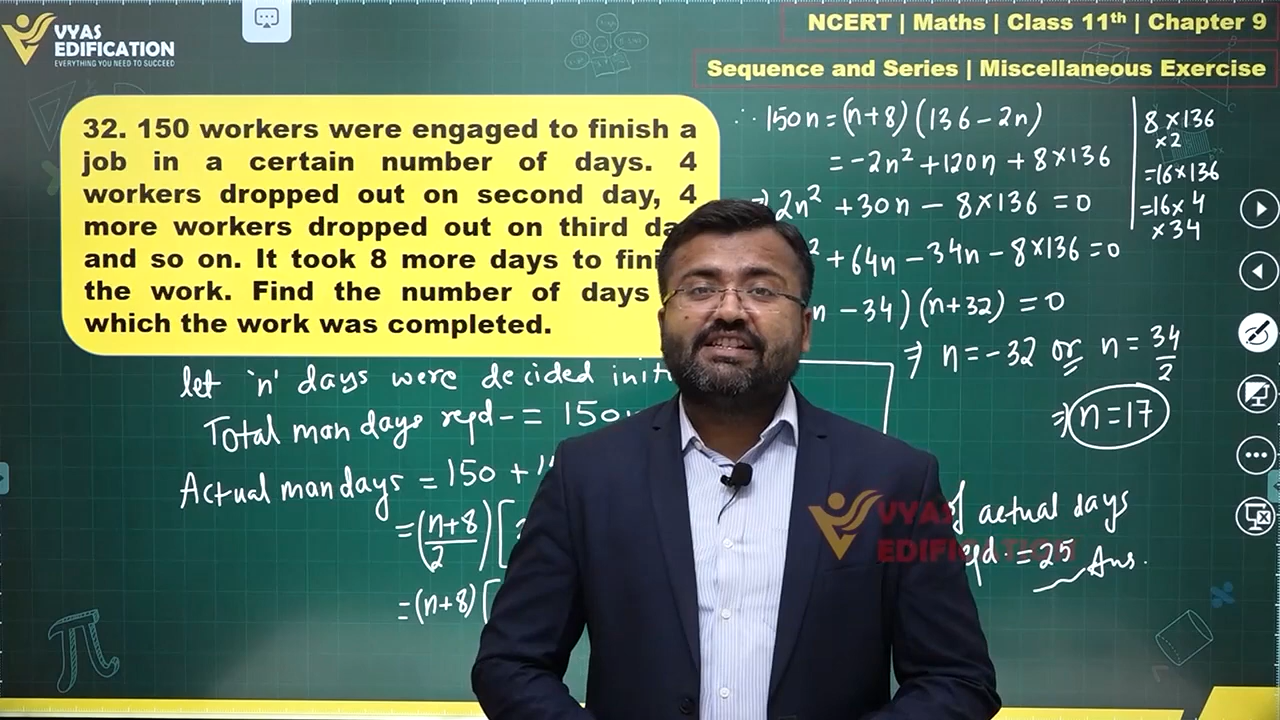 VYAS
EDIFICATION
EVERYTHING YOU NEED TO SUCCEED
NCERT | Maths | Class 11th | Chapter 9
Sequence and Series | Miscellaneous Exercise
32. 150 workers were engaged to finish a
job in a certain number of days. 4
workers dropped out on second day, 4
more workers dropped out on third da
and so on. It took 8 more days to fini
the work. Find the number of days
which the work was completed.
let 'n' days were decided initi
Total man days reqd- = 150
Actual mandays = 150 +
= (n+8)/2 [
= (n+8) [
∴ 150n = (n+8) (136 - 2n)
= -2n² + 120n + 8×136
⇒ 2n² + 30n - 8×136 = 0
² + 64n - 34n - 8×136 = 0
n - 34) (n+32) = 0
⇒ n = -32 or n = 34/2
⇒ n = 17
8 × 136
×2
= 16 × 136
= 16 × 4
× 34
f actual days
eqd = 25 Ans.
VYAS
EDIFICATION